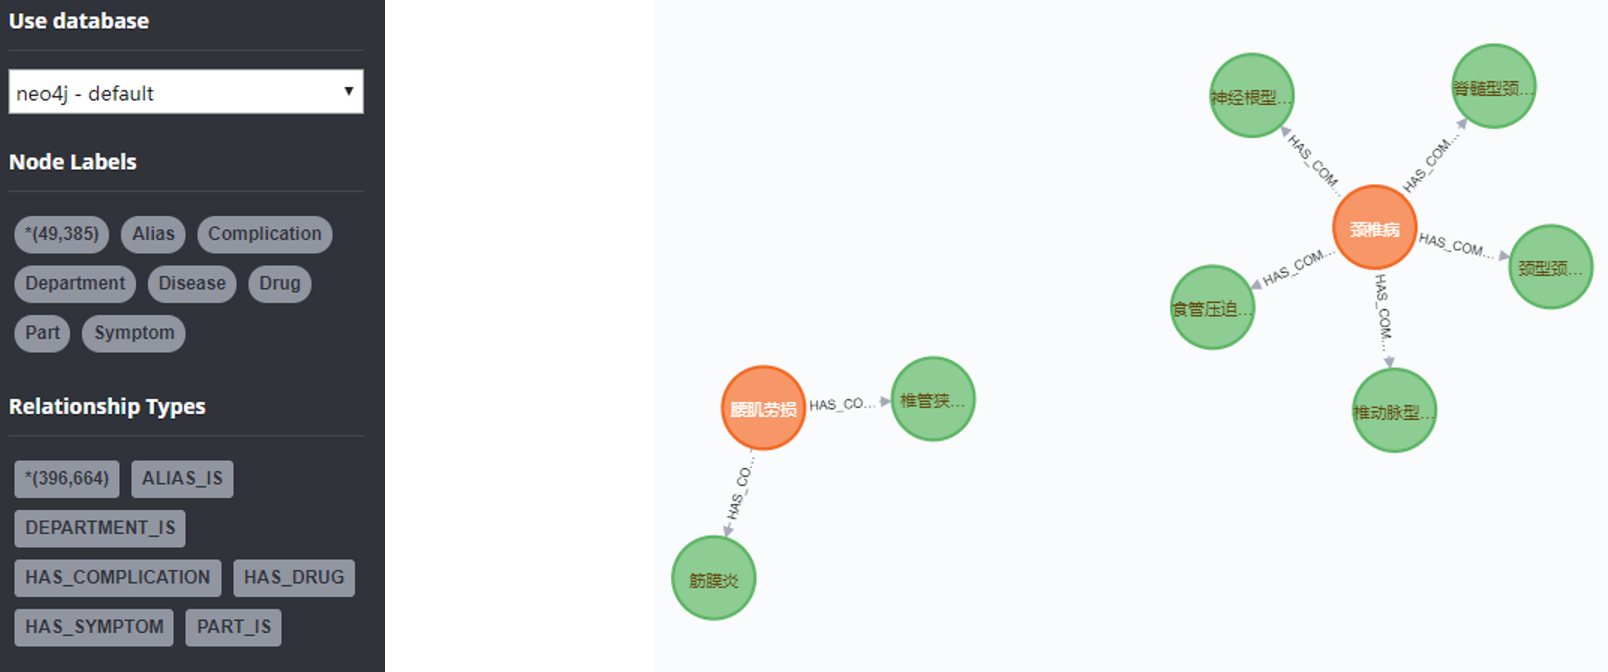 Use database
neo4j - default
Node Labels
*(49,385) Alias Complication
Department Disease Drug
Part Symptom
Relationship Types
*(396,664) ALIAS_IS
DEPARTMENT_IS
HAS_COMPLICATION HAS_DRUG
HAS_SYMPTOM PART_IS
神经根型...
脊髓型颈...
HAS_COM...
HAS_COM...
颈椎病
HAS_COM...
颈型颈...
HAS_COM...
食管压迫...
HAS_COM...
椎动脉型...
腰肌劳损
HAS_CO...
椎管狭...
HAS_CO...
筋膜炎